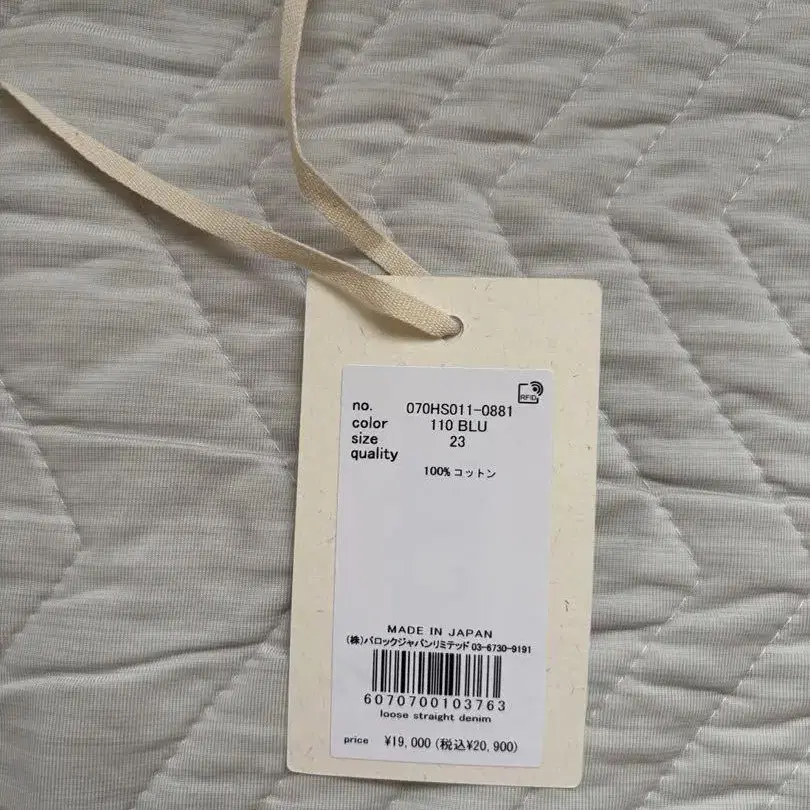 RFID
no. 070HS011-0881
color 110 BLU
size 23
quality
100% コットン
MADE IN JAPAN
(株)バロックジャパンリミテッド 03-6730-9191
6070700103763
loose straight denim
price ¥19,000 (税込¥20,900)